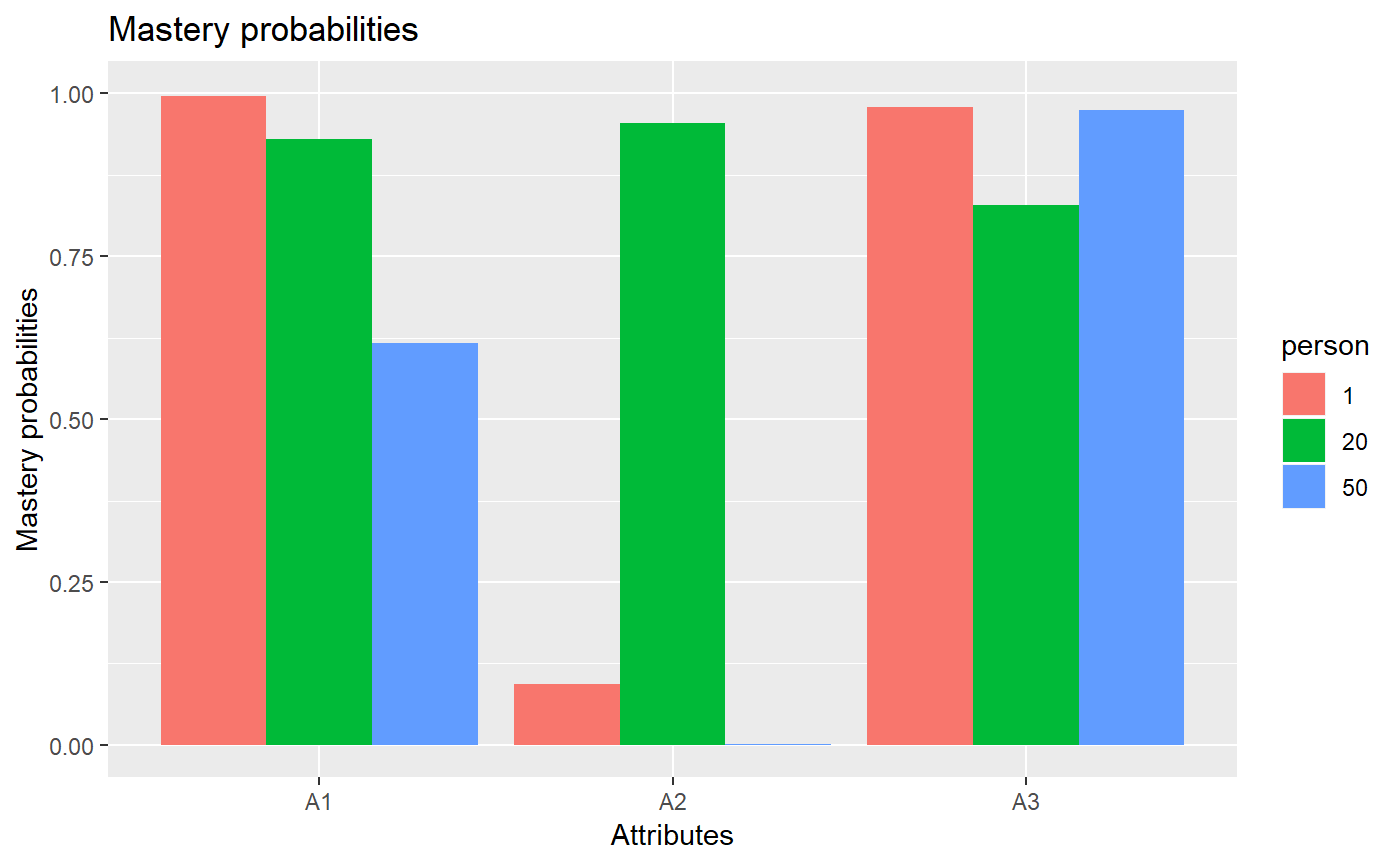 Mastery probabilities
Mastery probabilities
1.00
0.75
0.50
0.25
0.00
A1
A2
A3
Attributes
person
1
20
50